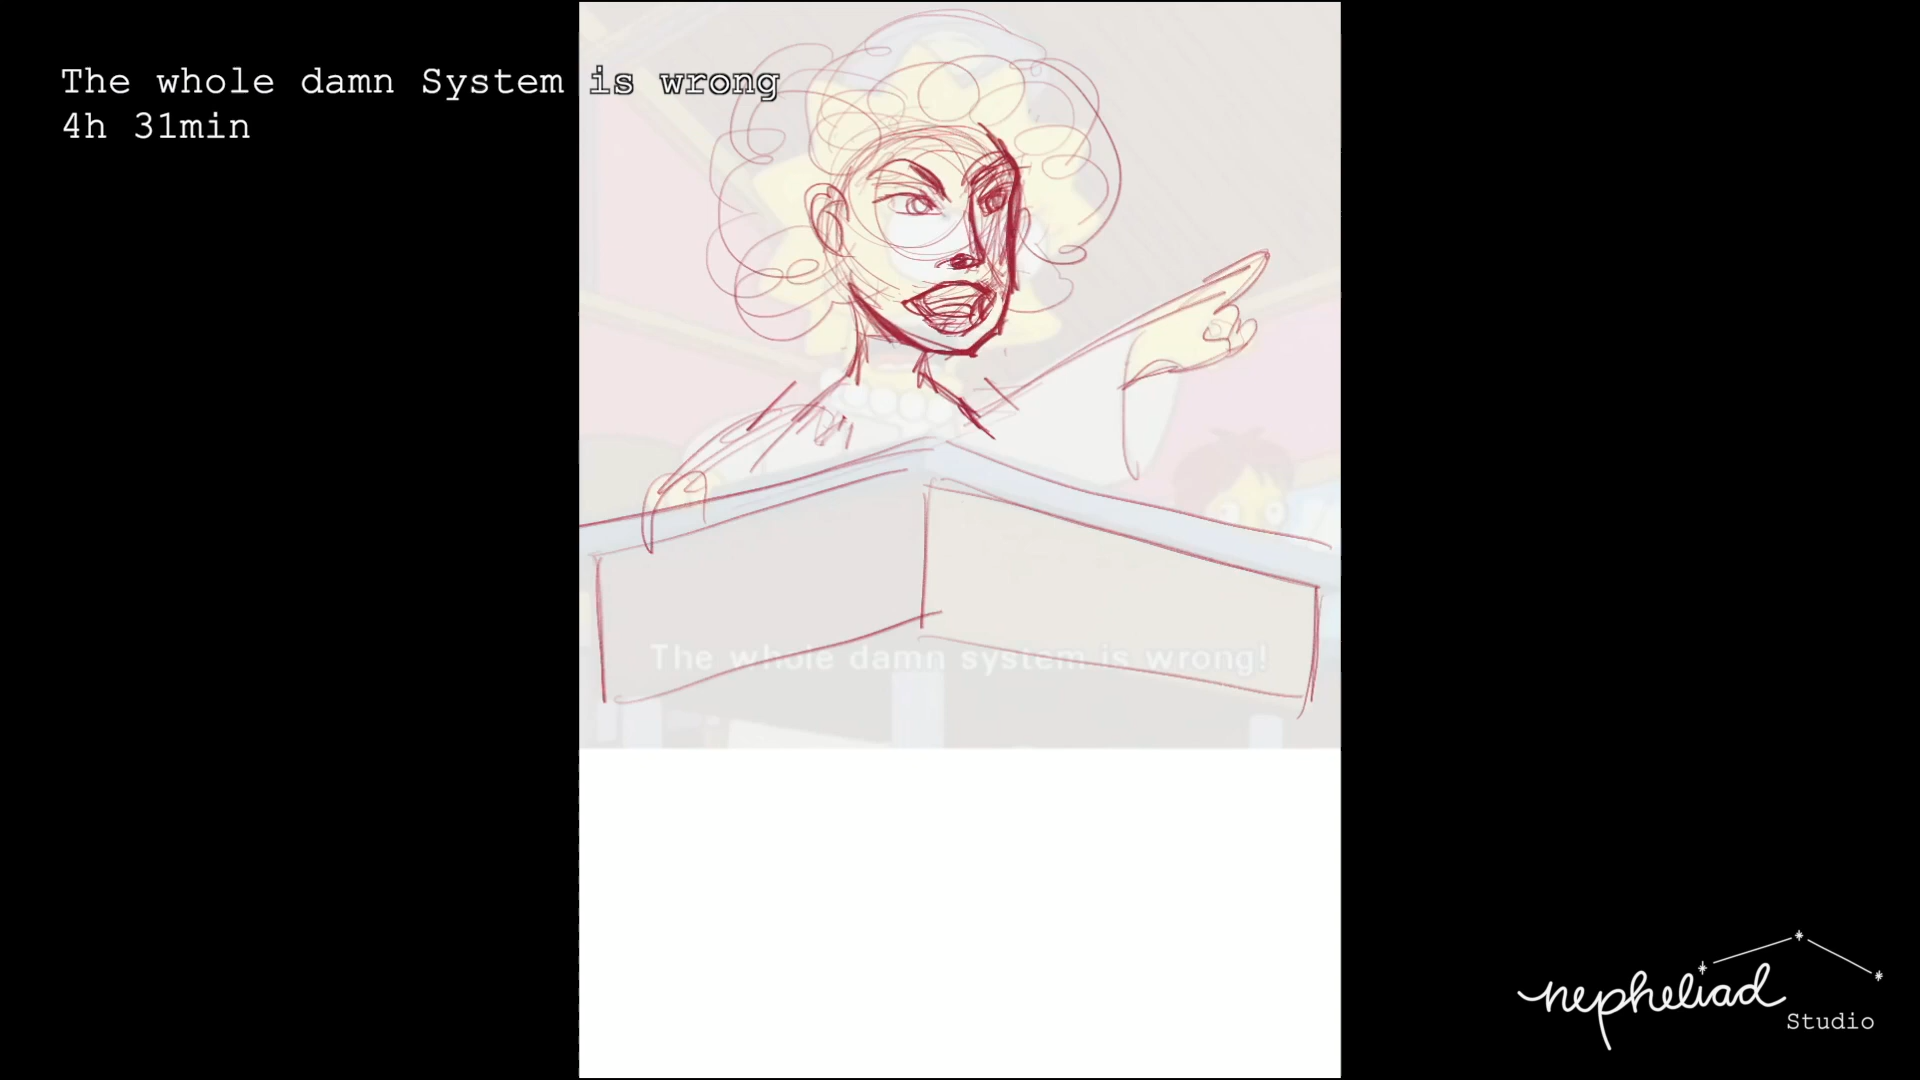 The whole damn System is wrong
4h 31min
The whole damn system is wrong!
nepheliad
Studio